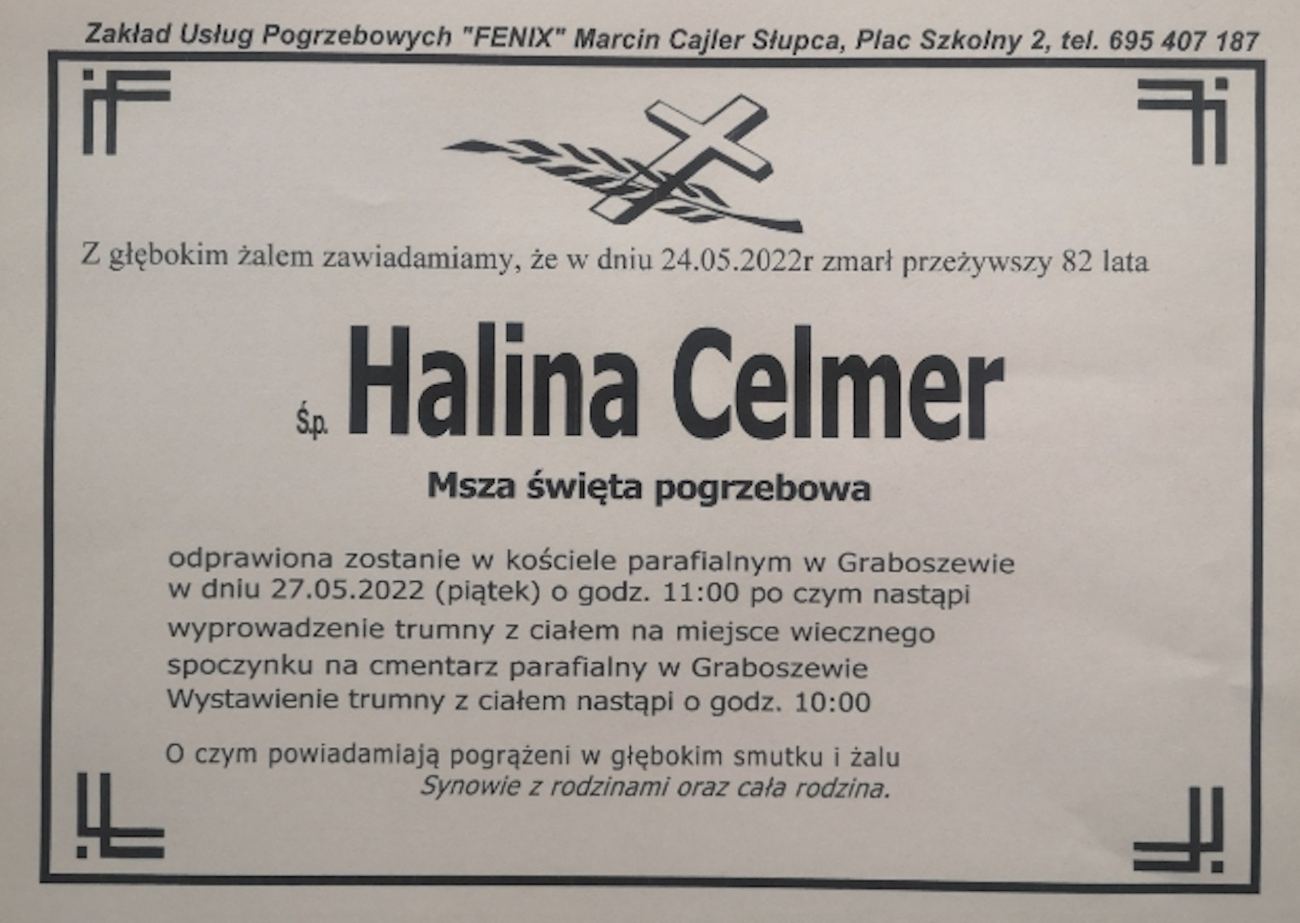 Zakład Usług Pogrzebowych "FENIX" Marcin Cajler Słupca, Plac Szkolny 2, tel. 695 407 187
Z głębokim żalem zawiadamiamy, że w dniu 24.05.2022r zmarł przeżywszy 82 lata
Ś.p. Halina Celmer
Msza święta pogrzebowa
odprawiona zostanie w kościele parafialnym w Graboszewie
w dniu 27.05.2022 (piątek) o godz. 11:00 po czym nastąpi
wyprowadzenie trumny z ciałem na miejsce wiecznego
spoczynku na cmentarz parafialny w Graboszewie
Wystawienie trumny z ciałem nastąpi o godz. 10:00
O czym powiadamiają pogrążeni w głębokim smutku i żalu
Synowie z rodzinami oraz cała rodzina.